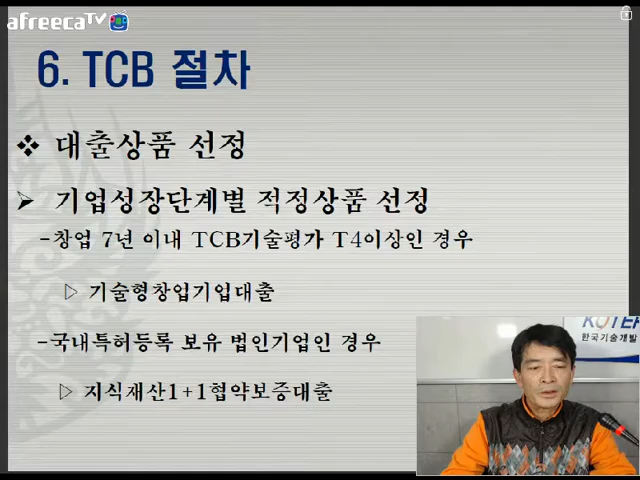 afreecaTV
6. TCB 절차
❖ 대출상품 선정
➢ 기업성장단계별 적정상품 선정
-창업 7년 이내 TCB기술평가 T4이상인 경우
▷ 기술형창업기입대출
-국내특허등록 보유 법인기업인 경우
▷ 지식재산1+1협약보증대출
한국기술개발